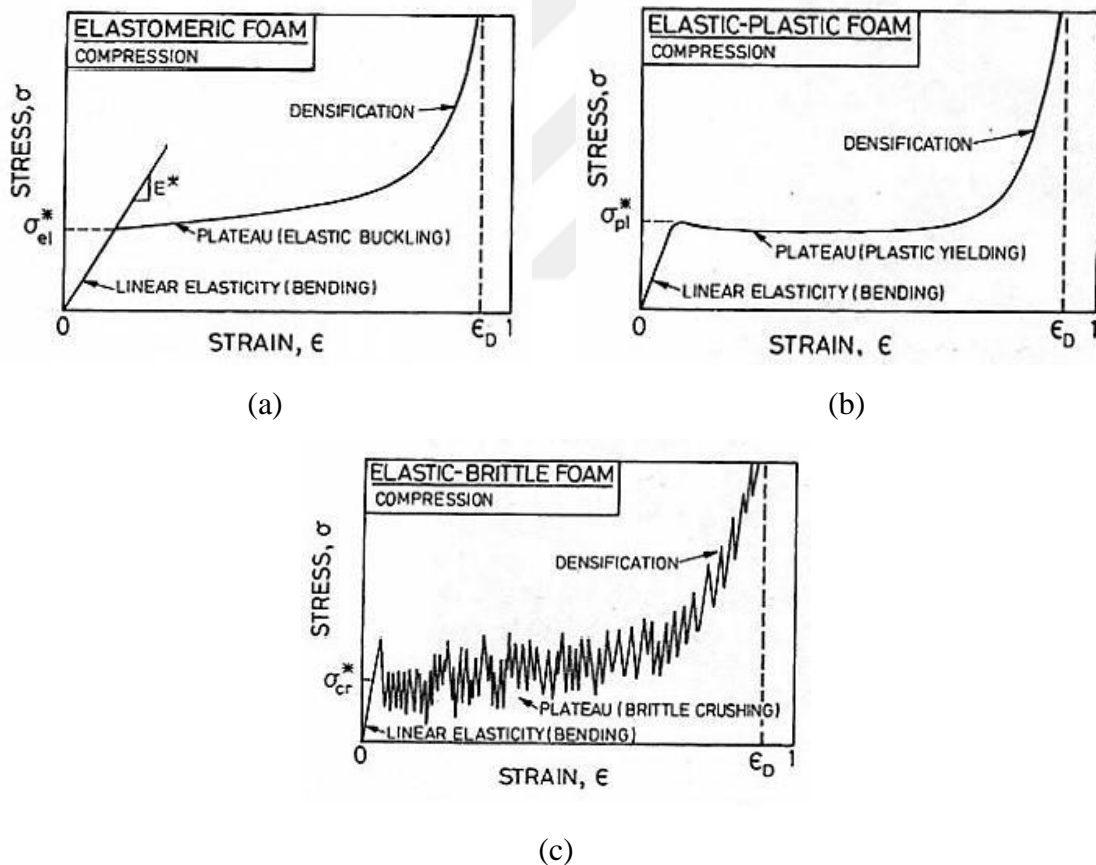 ELASTOMERIC FOAM
COMPRESSION
DENSIFICATION
E*
σ*el
PLATEAU (ELASTIC BUCKLING)
LINEAR ELASTICITY (BENDING)
STRESS, σ
0
STRAIN, ϵ
ϵD
1
(a)
ELASTIC-PLASTIC FOAM
COMPRESSION
DENSIFICATION
σ*pl
PLATEAU (PLASTIC YIELDING)
LINEAR ELASTICITY (BENDING)
STRESS, σ
0
STRAIN, ϵ
ϵD
1
(b)
ELASTIC-BRITTLE FOAM
COMPRESSION
DENSIFICATION
σ*cr
PLATEAU (BRITTLE CRUSHING)
LINEAR ELASTICITY (BENDING)
STRESS, σ
0
STRAIN, ϵ
ϵD
1
(c)